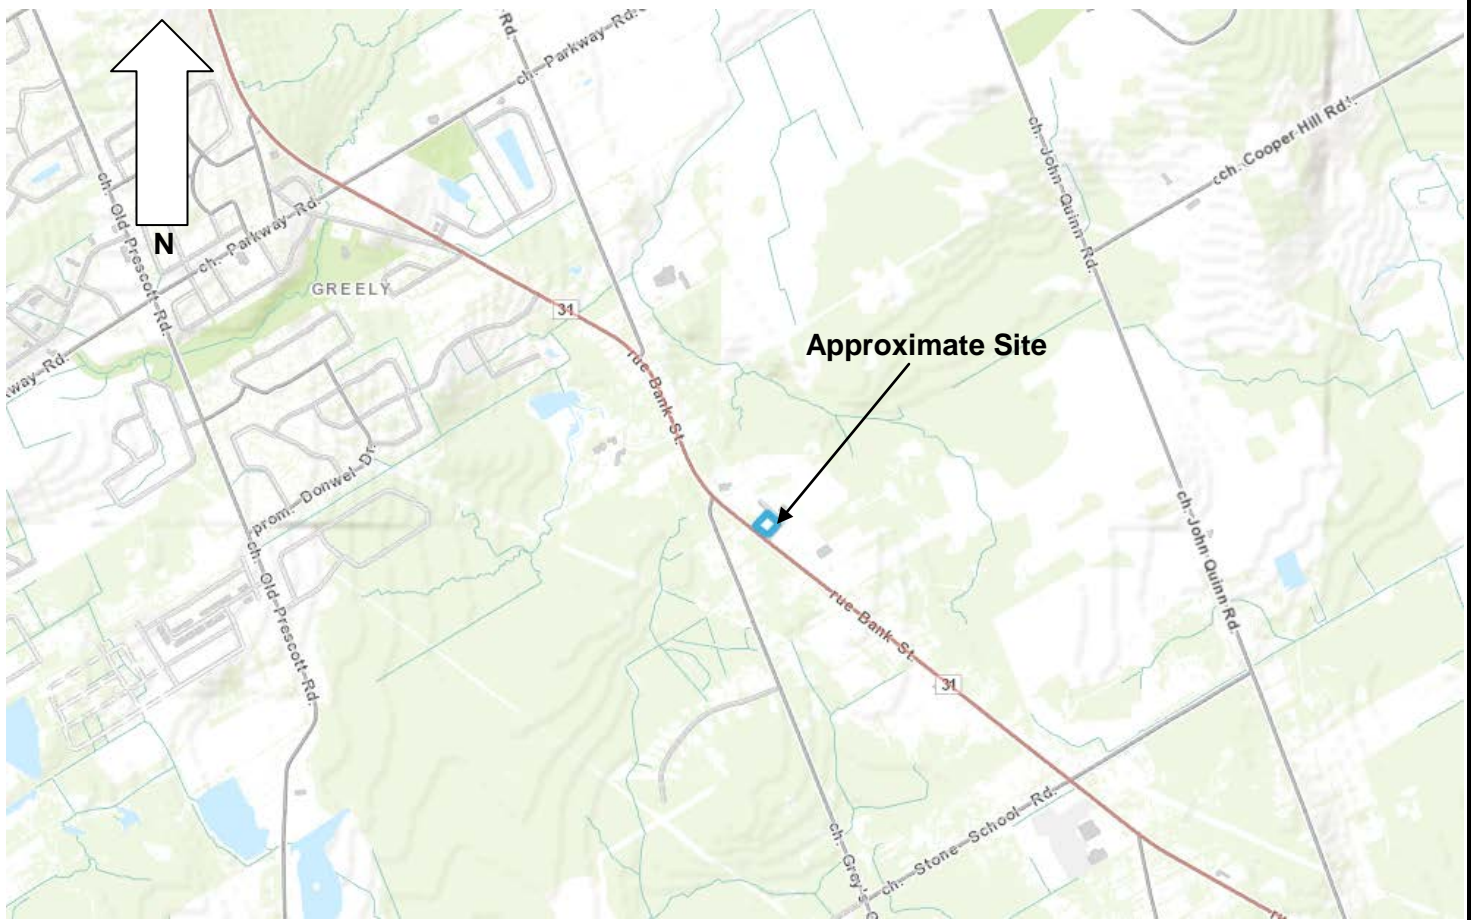 Rd.
ch. Parkway Rd.
ch. Old Prescott Rd.
N
ch. Parkway Rd.
ch. John Quinn Rd.
ch. Cooper Hill Rd.
GREELY
31
Approximate Site
kway Rd.
rue Bank St.
prom. Donwel Dr.
ch. Old Prescott Rd.
ch. John Quinn Rd.
rue Bank St.
31
ch. Stone School Rd.
ch. Grey's